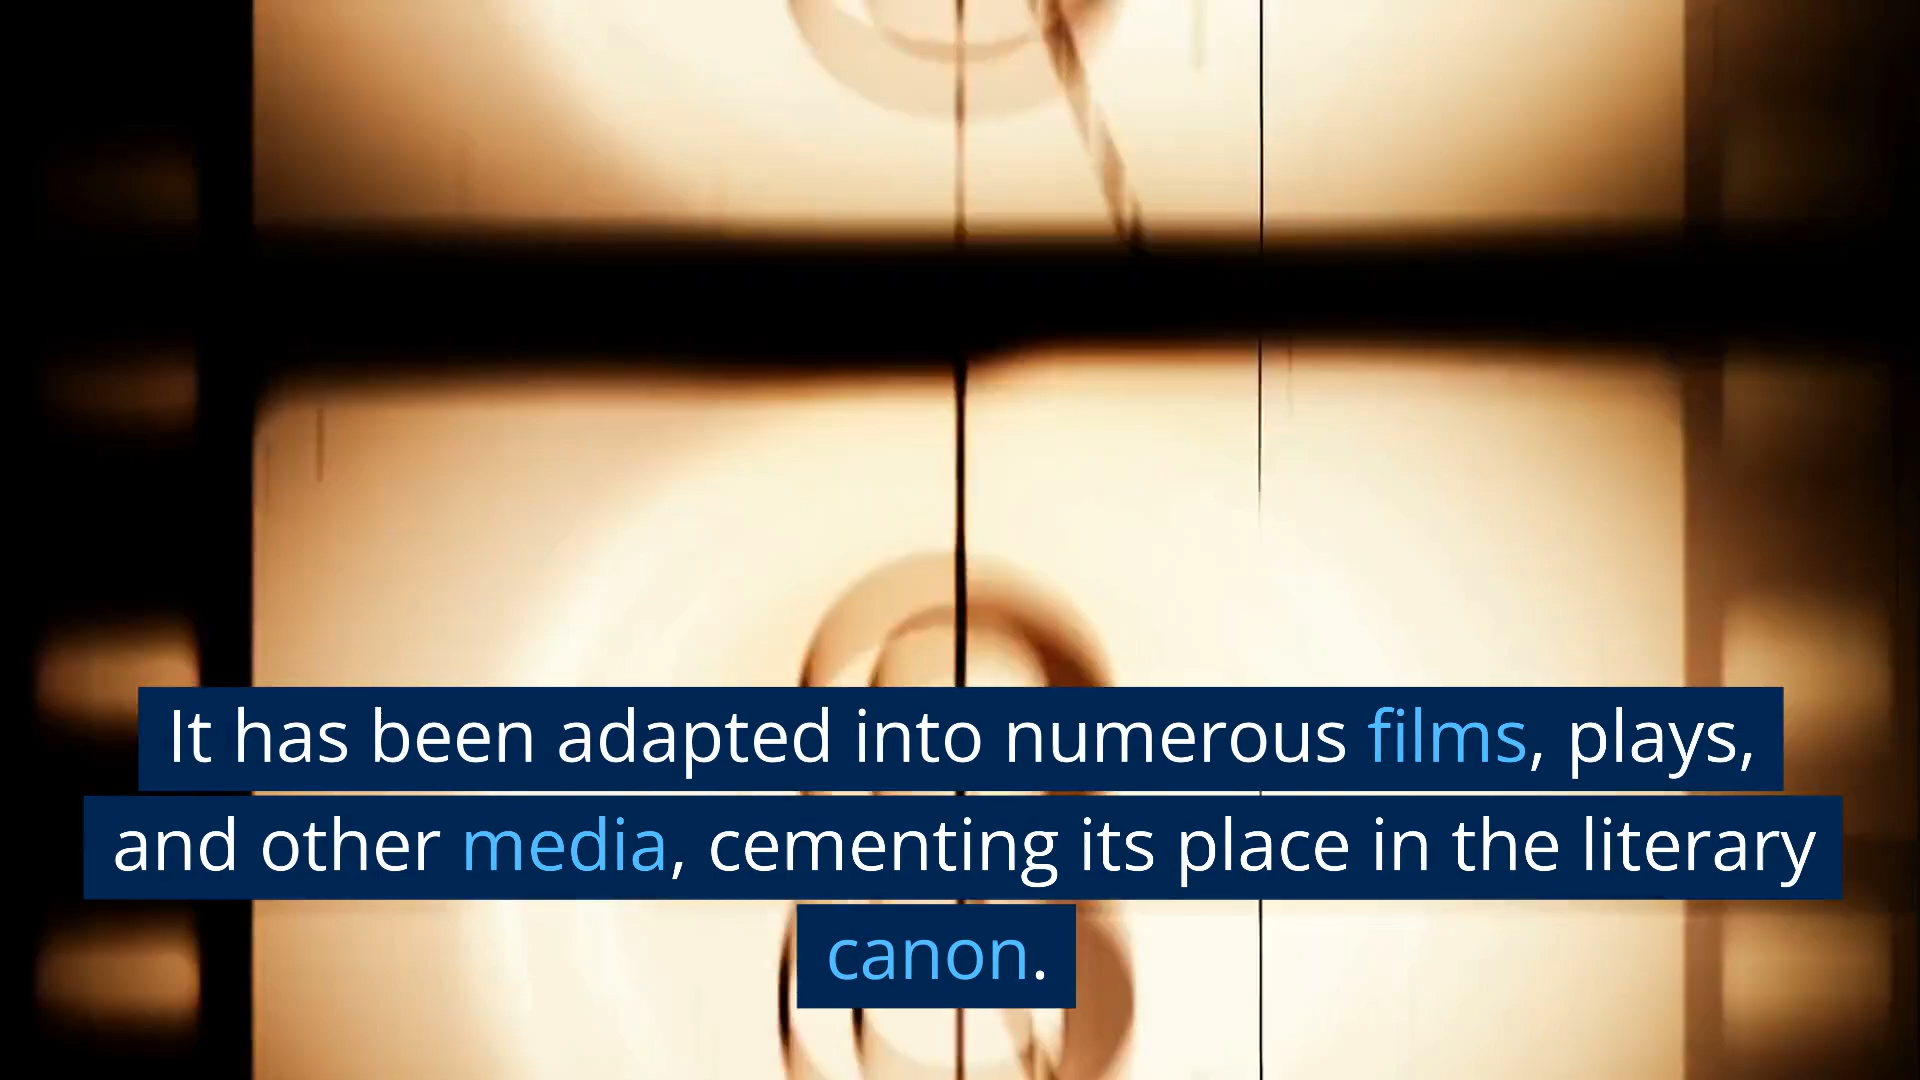 It has been adapted into numerous films, plays,
and other media, cementing its place in the literary
canon.